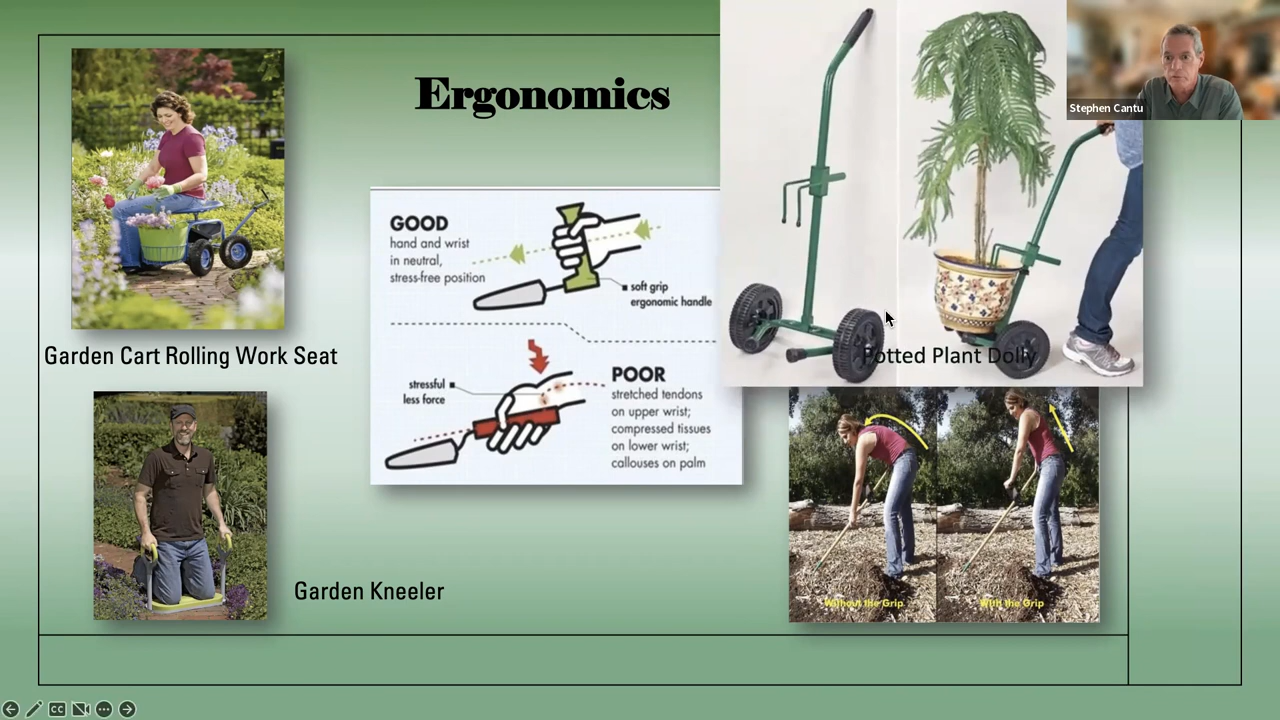 Ergonomics
Stephen Cantu
GOOD
hand and wrist
in neutral,
stress-free position
soft grip
ergonomic handle
Garden Cart Rolling Work Seat
Potted Plant Dolly
stressful
less force
POOR
stretched tendons
on upper wrist;
compressed tissues
on lower wrist;
callouses on palm
Garden Kneeler
Without the Grip
With the Grip
CC